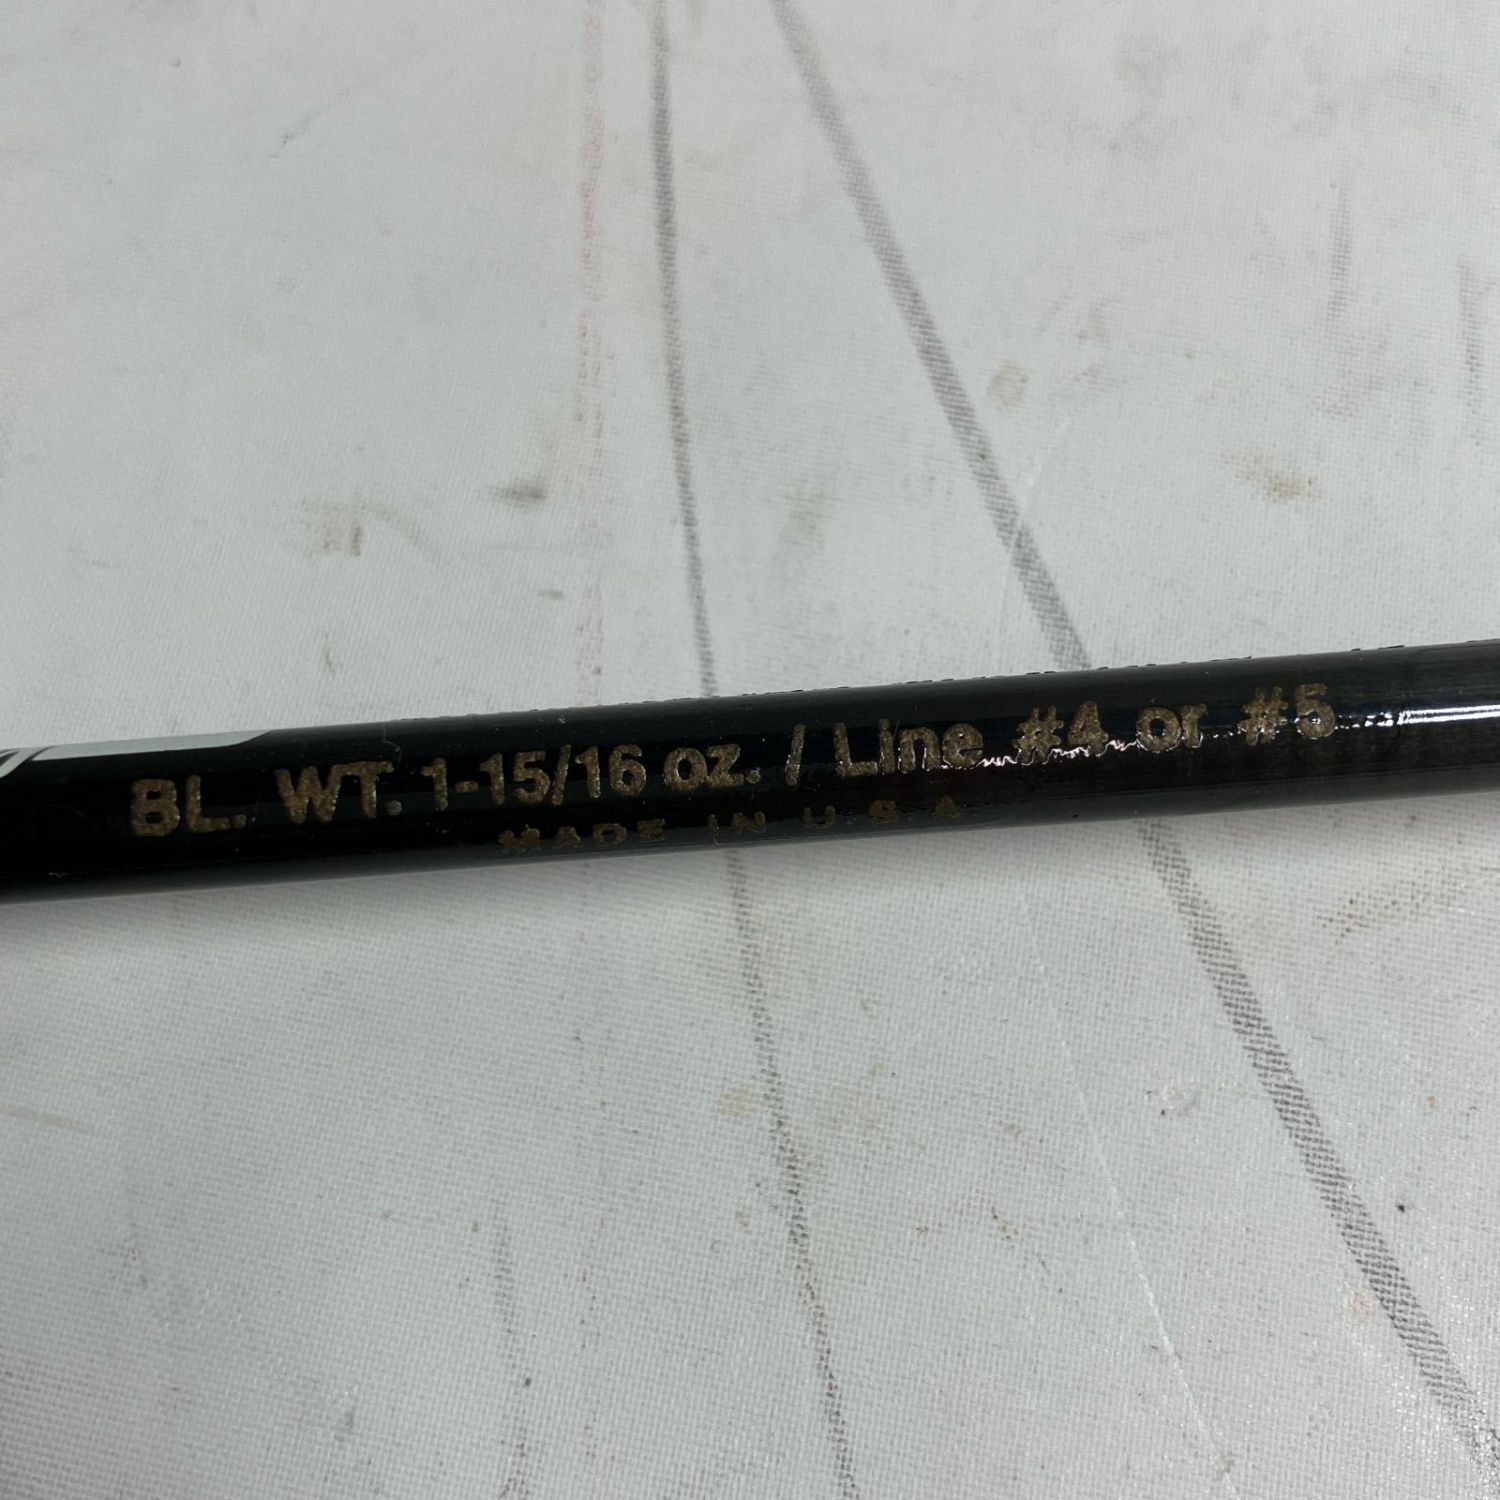 BL. WT. 1-15/16 oz. / Line #4 or #5
MADE IN U.S.A.